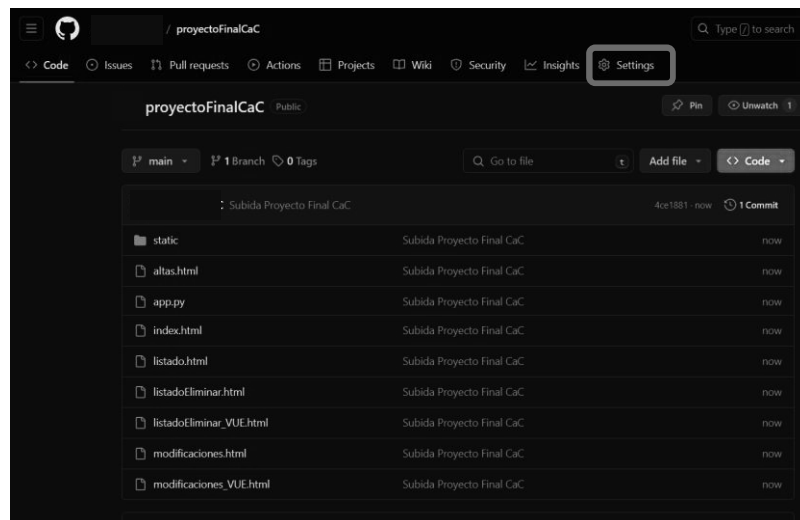 / proyectoFinalCaC
Type / to search
<> Code Issues Pull requests Actions Projects Wiki Security Insights Settings
proyectoFinalCaC Public Pin Unwatch 1
main 1 Branch 0 Tags Go to file t Add file <> Code
Subida Proyecto Final CaC 4ce1881 · now 1 Commit
static Subida Proyecto Final CaC now
altas.html Subida Proyecto Final CaC now
app.py Subida Proyecto Final CaC now
index.html Subida Proyecto Final CaC now
listado.html Subida Proyecto Final CaC now
listadoEliminar.html Subida Proyecto Final CaC now
listadoEliminar_VUE.html Subida Proyecto Final CaC now
modificaciones.html Subida Proyecto Final CaC now
modificaciones_VUE.html Subida Proyecto Final CaC now